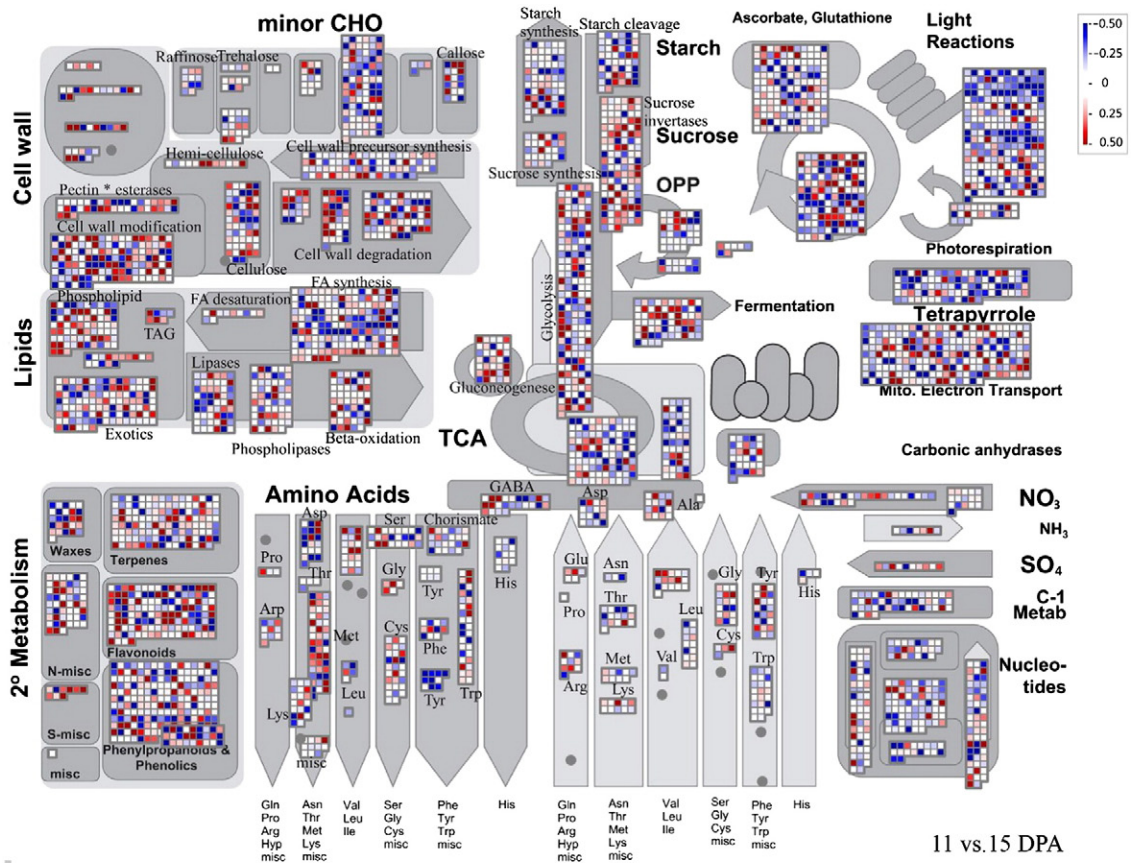 minor CHO
Raffinose
Trehalose
Callose
Cell wall
Hemi-cellulose
Cell wall precursor synthesis
Pectin * esterases
Cell wall modification
Cellulose
Cell wall degradation
Starch
synthesis
Starch cleavage
Starch
Sucrose
invertases
Sucrose
Sucrose synthesis
OPP
Ascorbate, Glutathione
Light
Reactions
-0.50
-0.25
0
0.25
0.50
Photorespiration
Tetrapyrrole
Mito. Electron Transport
Carbonic anhydrases
Lipids
Phospholipid
TAG
FA desaturation
FA synthesis
Lipases
Exotics
Phospholipases
Beta-oxidation
Glycolysis
Fermentation
Gluconeogenese
TCA
2º Metabolism
Waxes
Terpenes
N-misc
Flavonoids
S-misc
Phenylpropanoids &
Phenolics
misc
Amino Acids
GABA
Asp
Ala
Asp
Ser
Chorismate
Pro
Thr
Gly
Tyr
His
Arp
Met
Cys
Phe
Leu
Tyr
Trp
Lys
misc
Glu
Asn
Gly
Tyr
His
Pro
Thr
Leu
Cys
Arg
Met
Val
Trp
Lys
NO3
NH3
SO4
C-1
Metab
Nucleo-
tides
Gln
Pro
Arg
Hyp
misc
Asn
Thr
Met
Lys
misc
Val
Leu
Ile
Ser
Gly
Cys
misc
Phe
Tyr
Trp
misc
His
Gln
Pro
Arg
Hyp
misc
Asn
Thr
Met
Lys
misc
Val
Leu
Ile
Ser
Gly
Cys
misc
Phe
Tyr
Trp
misc
His
11 vs.15 DPA